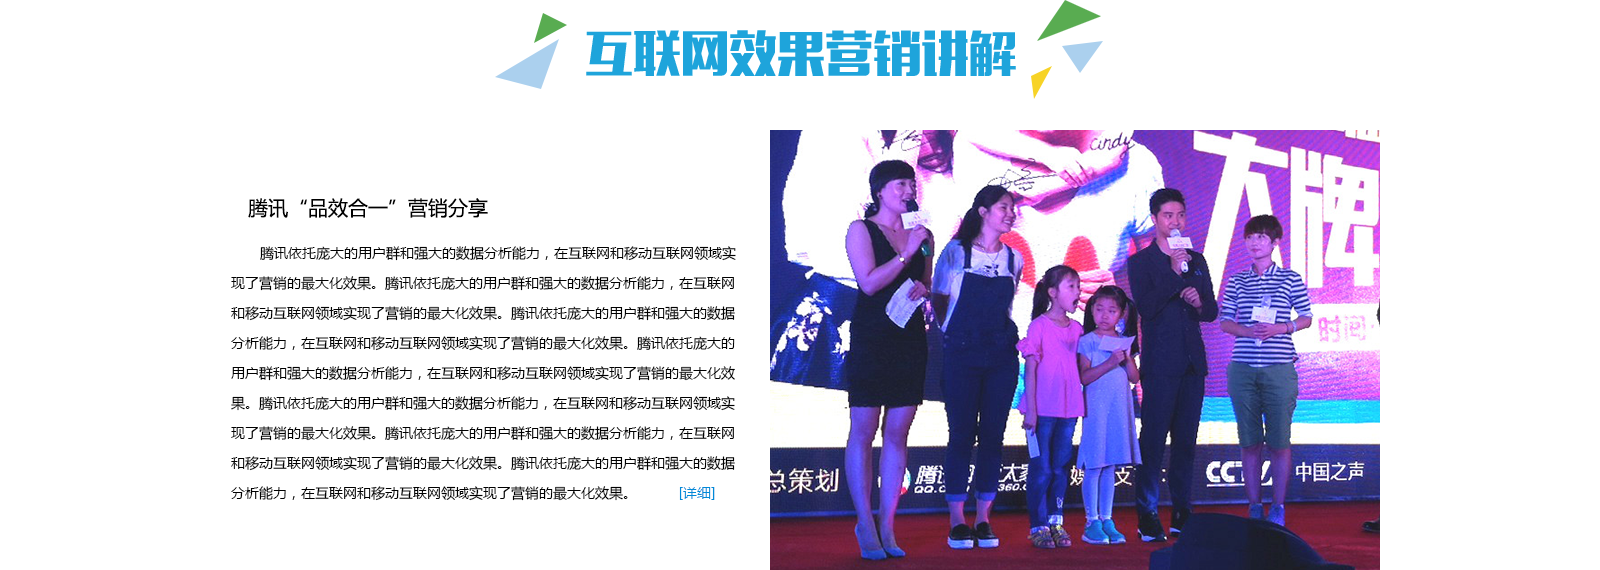 互联网效果营销讲解
腾讯“品效合一”营销分享
腾讯依托庞大的用户群和强大的数据分析能力，在互联网和移动互联网领域实
现了营销的最大化效果。腾讯依托庞大的用户群和强大的数据分析能力，在互联网
和移动互联网领域实现了营销的最大化效果。腾讯依托庞大的用户群和强大的数据
分析能力，在互联网和移动互联网领域实现了营销的最大化效果。腾讯依托庞大的
用户群和强大的数据分析能力，在互联网和移动互联网领域实现了营销的最大化效
果。腾讯依托庞大的用户群和强大的数据分析能力，在互联网和移动互联网领域实
现了营销的最大化效果。腾讯依托庞大的用户群和强大的数据分析能力，在互联网
和移动互联网领域实现了营销的最大化效果。腾讯依托庞大的用户群和强大的数据
分析能力，在互联网和移动互联网领域实现了营销的最大化效果。 [详细]
cindy
大牌
时间
总策划
腾讯
CCTV 中国之声